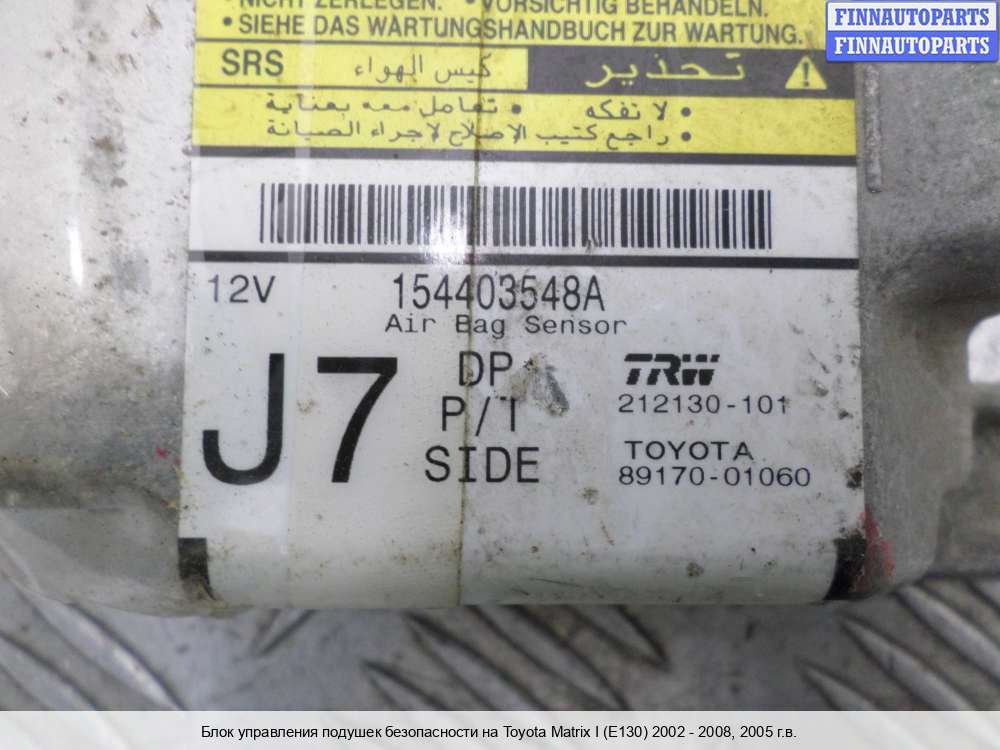 • NICHT ZERLEGEN. • VORSICHTIG BEHANDELN.
• SIEHE DAS WARTUNGSHANDBUCH ZUR WARTUNG.
FINNAUTOPARTS
FINNAUTOPARTS
SRS كيس الهواء تحذير
• لا تفكه • تعامل معه بعناية
• راجع كتيب الاصلاح لاجراء الصيانة
12V 154403548A
Air Bag Sensor
J7 DP
P/T
SIDE
TRW
212130-101
TOYOTA
89170-01060
Блок управления подушек безопасности на Toyota Matrix I (E130) 2002 - 2008, 2005 г.в.